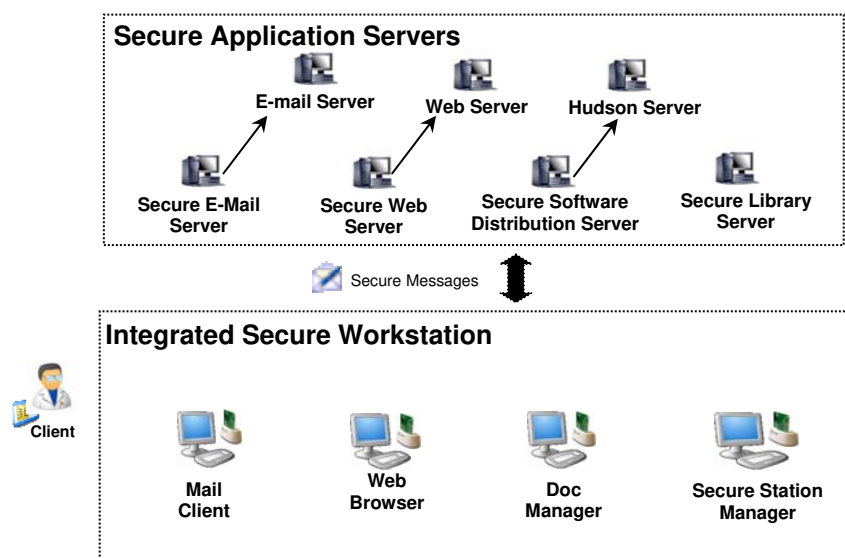 Secure Application Servers
E-mail Server
Web Server
Hudson Server
Secure E-Mail
Server
Secure Web
Server
Secure Software
Distribution Server
Secure Library
Server
Secure Messages
Integrated Secure Workstation
Client
Mail
Client
Web
Browser
Doc
Manager
Secure Station
Manager